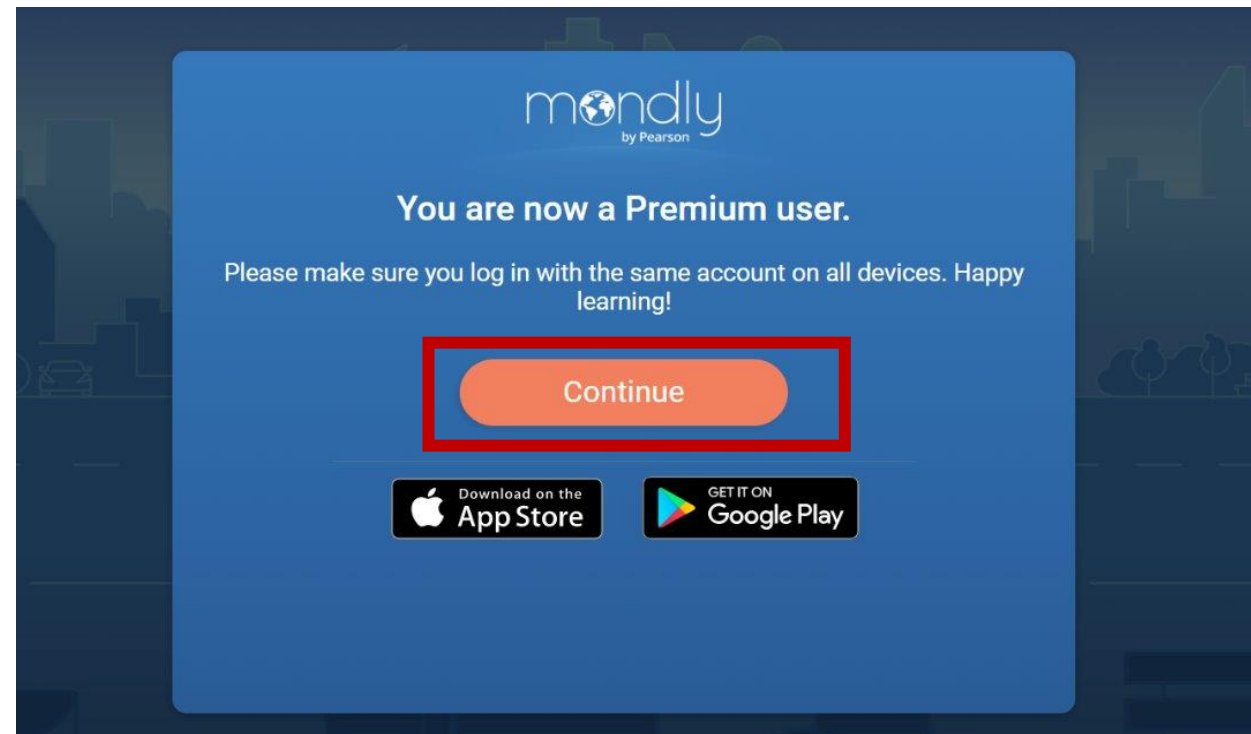 mondly
by Pearson
You are now a Premium user.
Please make sure you log in with the same account on all devices. Happy
learning!
Continue
Download on the
App Store
GET IT ON
Google Play